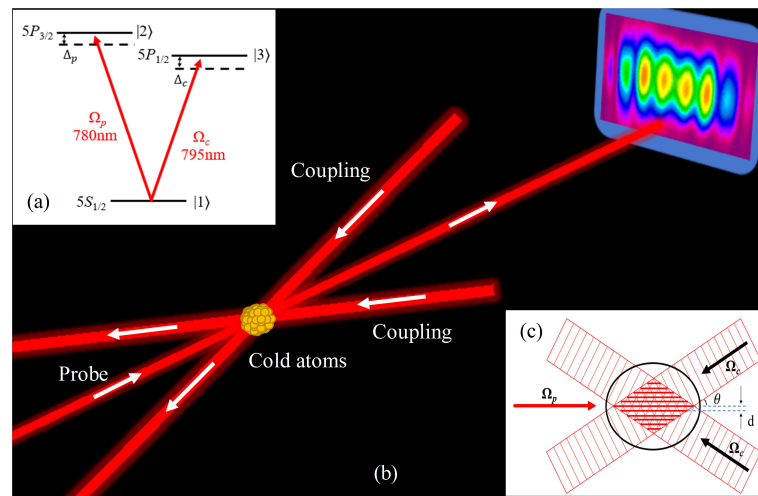 5P3/2 |2⟩
Δp
5P1/2 |3⟩
Δc
Ωp
780nm
Ωc
795nm
5S1/2 |1⟩
(a)
Coupling
Coupling
Cold atoms
Probe
(b)
(c)
Ωc
Ωp
θ
d
Ωc